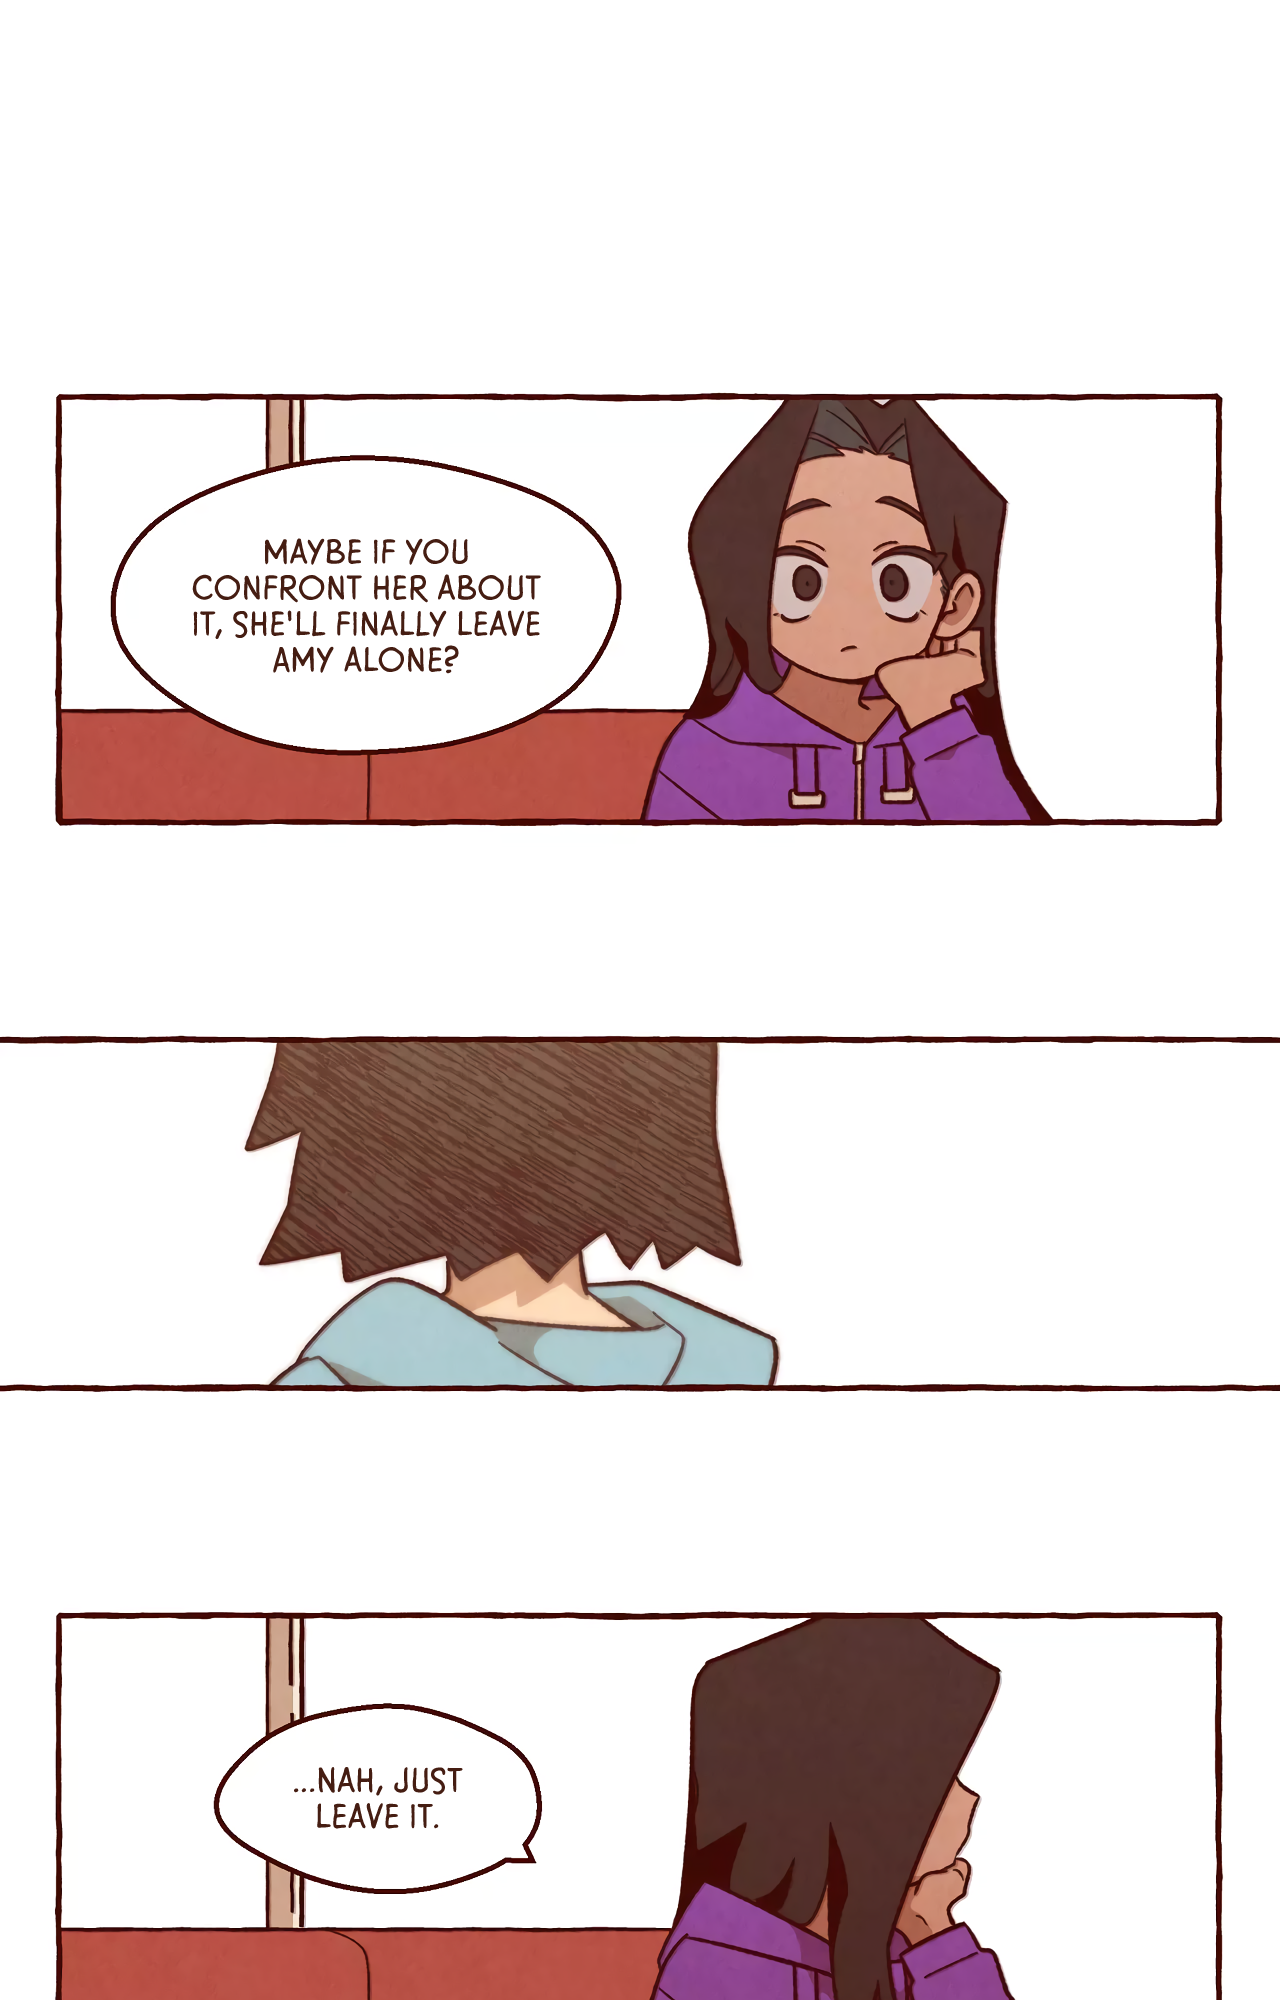 MAYBE IF YOU
CONFRONT HER ABOUT
IT, SHE'LL FINALLY LEAVE
AMY ALONE?
...NAH, JUST
LEAVE IT.